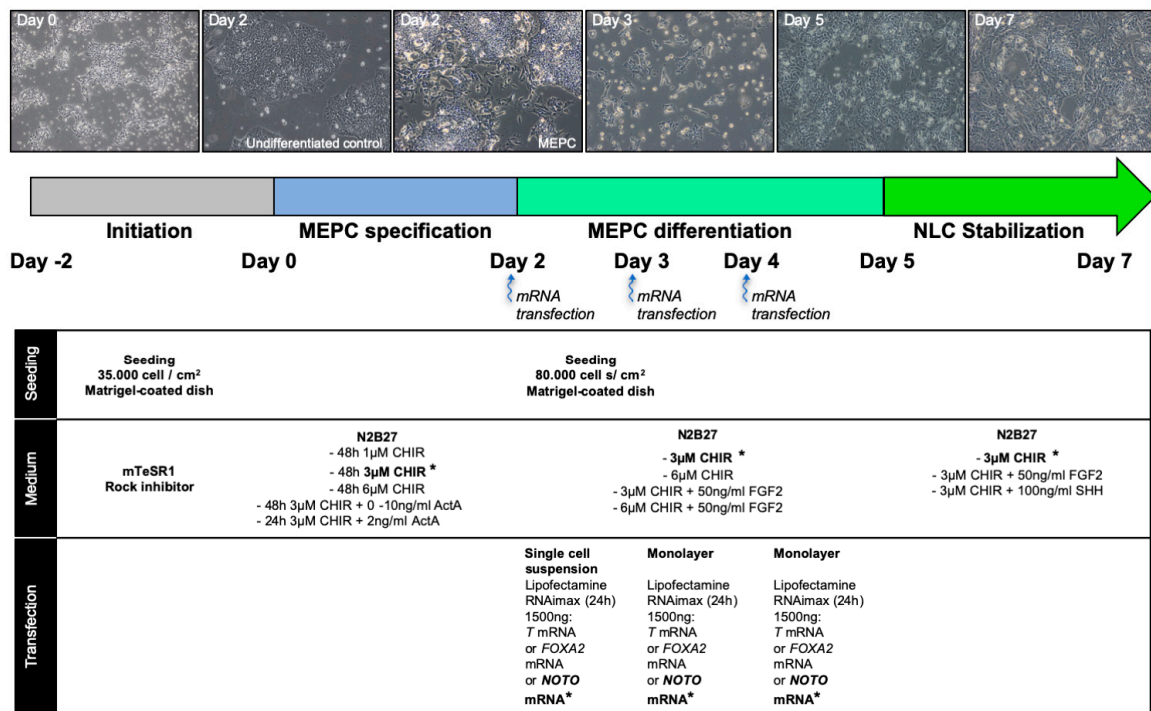 Day 0
Day 2
Day 2
Day 3
Day 5
Day 7
Undifferentiated control
MEPC
Initiation
MEPC specification
MEPC differentiation
NLC Stabilization
Day -2
Day 0
Day 2
Day 3
Day 4
Day 5
Day 7
mRNA
transfection
mRNA
transfection
mRNA
transfection
Seeding
Seeding
35.000 cell / cm²
Matrigel-coated dish
Seeding
80.000 cell s/ cm²
Matrigel-coated dish
Medium
mTeSR1
Rock inhibitor
N2B27
- 48h 1µM CHIR
- 48h 3µM CHIR *
- 48h 6µM CHIR
- 48h 3µM CHIR + 0 -10ng/ml ActA
- 24h 3µM CHIR + 2ng/ml ActA
N2B27
- 3µM CHIR *
- 6µM CHIR
- 3µM CHIR + 50ng/ml FGF2
- 6µM CHIR + 50ng/ml FGF2
N2B27
- 3µM CHIR *
- 3µM CHIR + 50ng/ml FGF2
- 3µM CHIR + 100ng/ml SHH
Transfection
Single cell
suspension
Lipofectamine
RNAimax (24h)
1500ng:
T mRNA
or FOXA2
mRNA
or NOTO
mRNA*
Monolayer
Lipofectamine
RNAimax (24h)
1500ng:
T mRNA
or FOXA2
mRNA
or NOTO
mRNA*
Monolayer
Lipofectamine
RNAimax (24h)
1500ng:
T mRNA
or FOXA2
mRNA
or NOTO
mRNA*